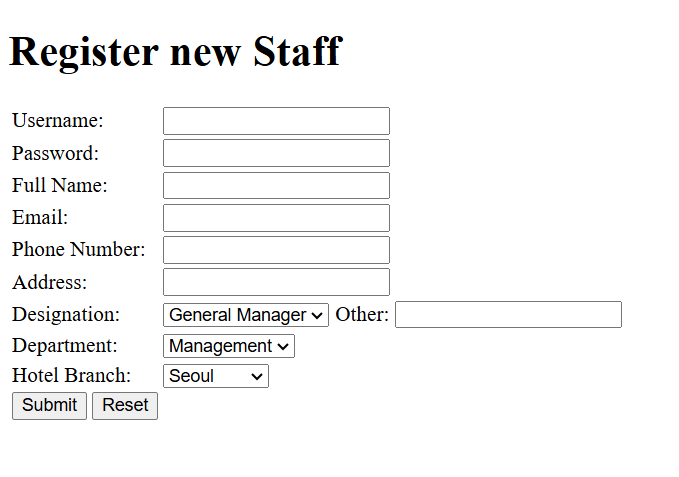 Register new Staff
Username:
Password:
Full Name:
Email:
Phone Number:
Address:
Designation: General Manager Other:
Department: Management
Hotel Branch: Seoul
Submit Reset